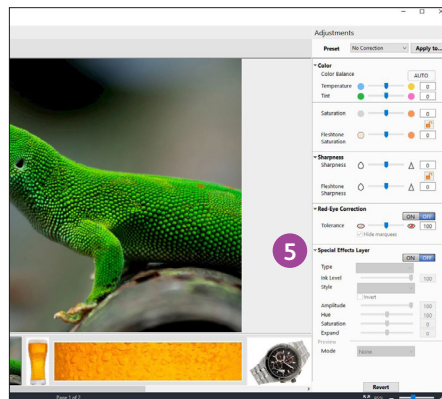 Adjustments
Preset No Correction Apply to...
Color
Color Balance AUTO
Temperature 0
Tint 0
Saturation 0
Fleshtone Saturation 0
Sharpness
Sharpness 0
Fleshtone Sharpness 0
Red-Eye Correction
ON OFF
Tolerance 100
Hide marquees
5
Special Effects Layer
ON OFF
Type
Ink Level 100
Style
Invert
Amplitude 100
Hue 180
Saturation 0
Expand 0
Preview
Mode None
Revert
Page 1 of 2